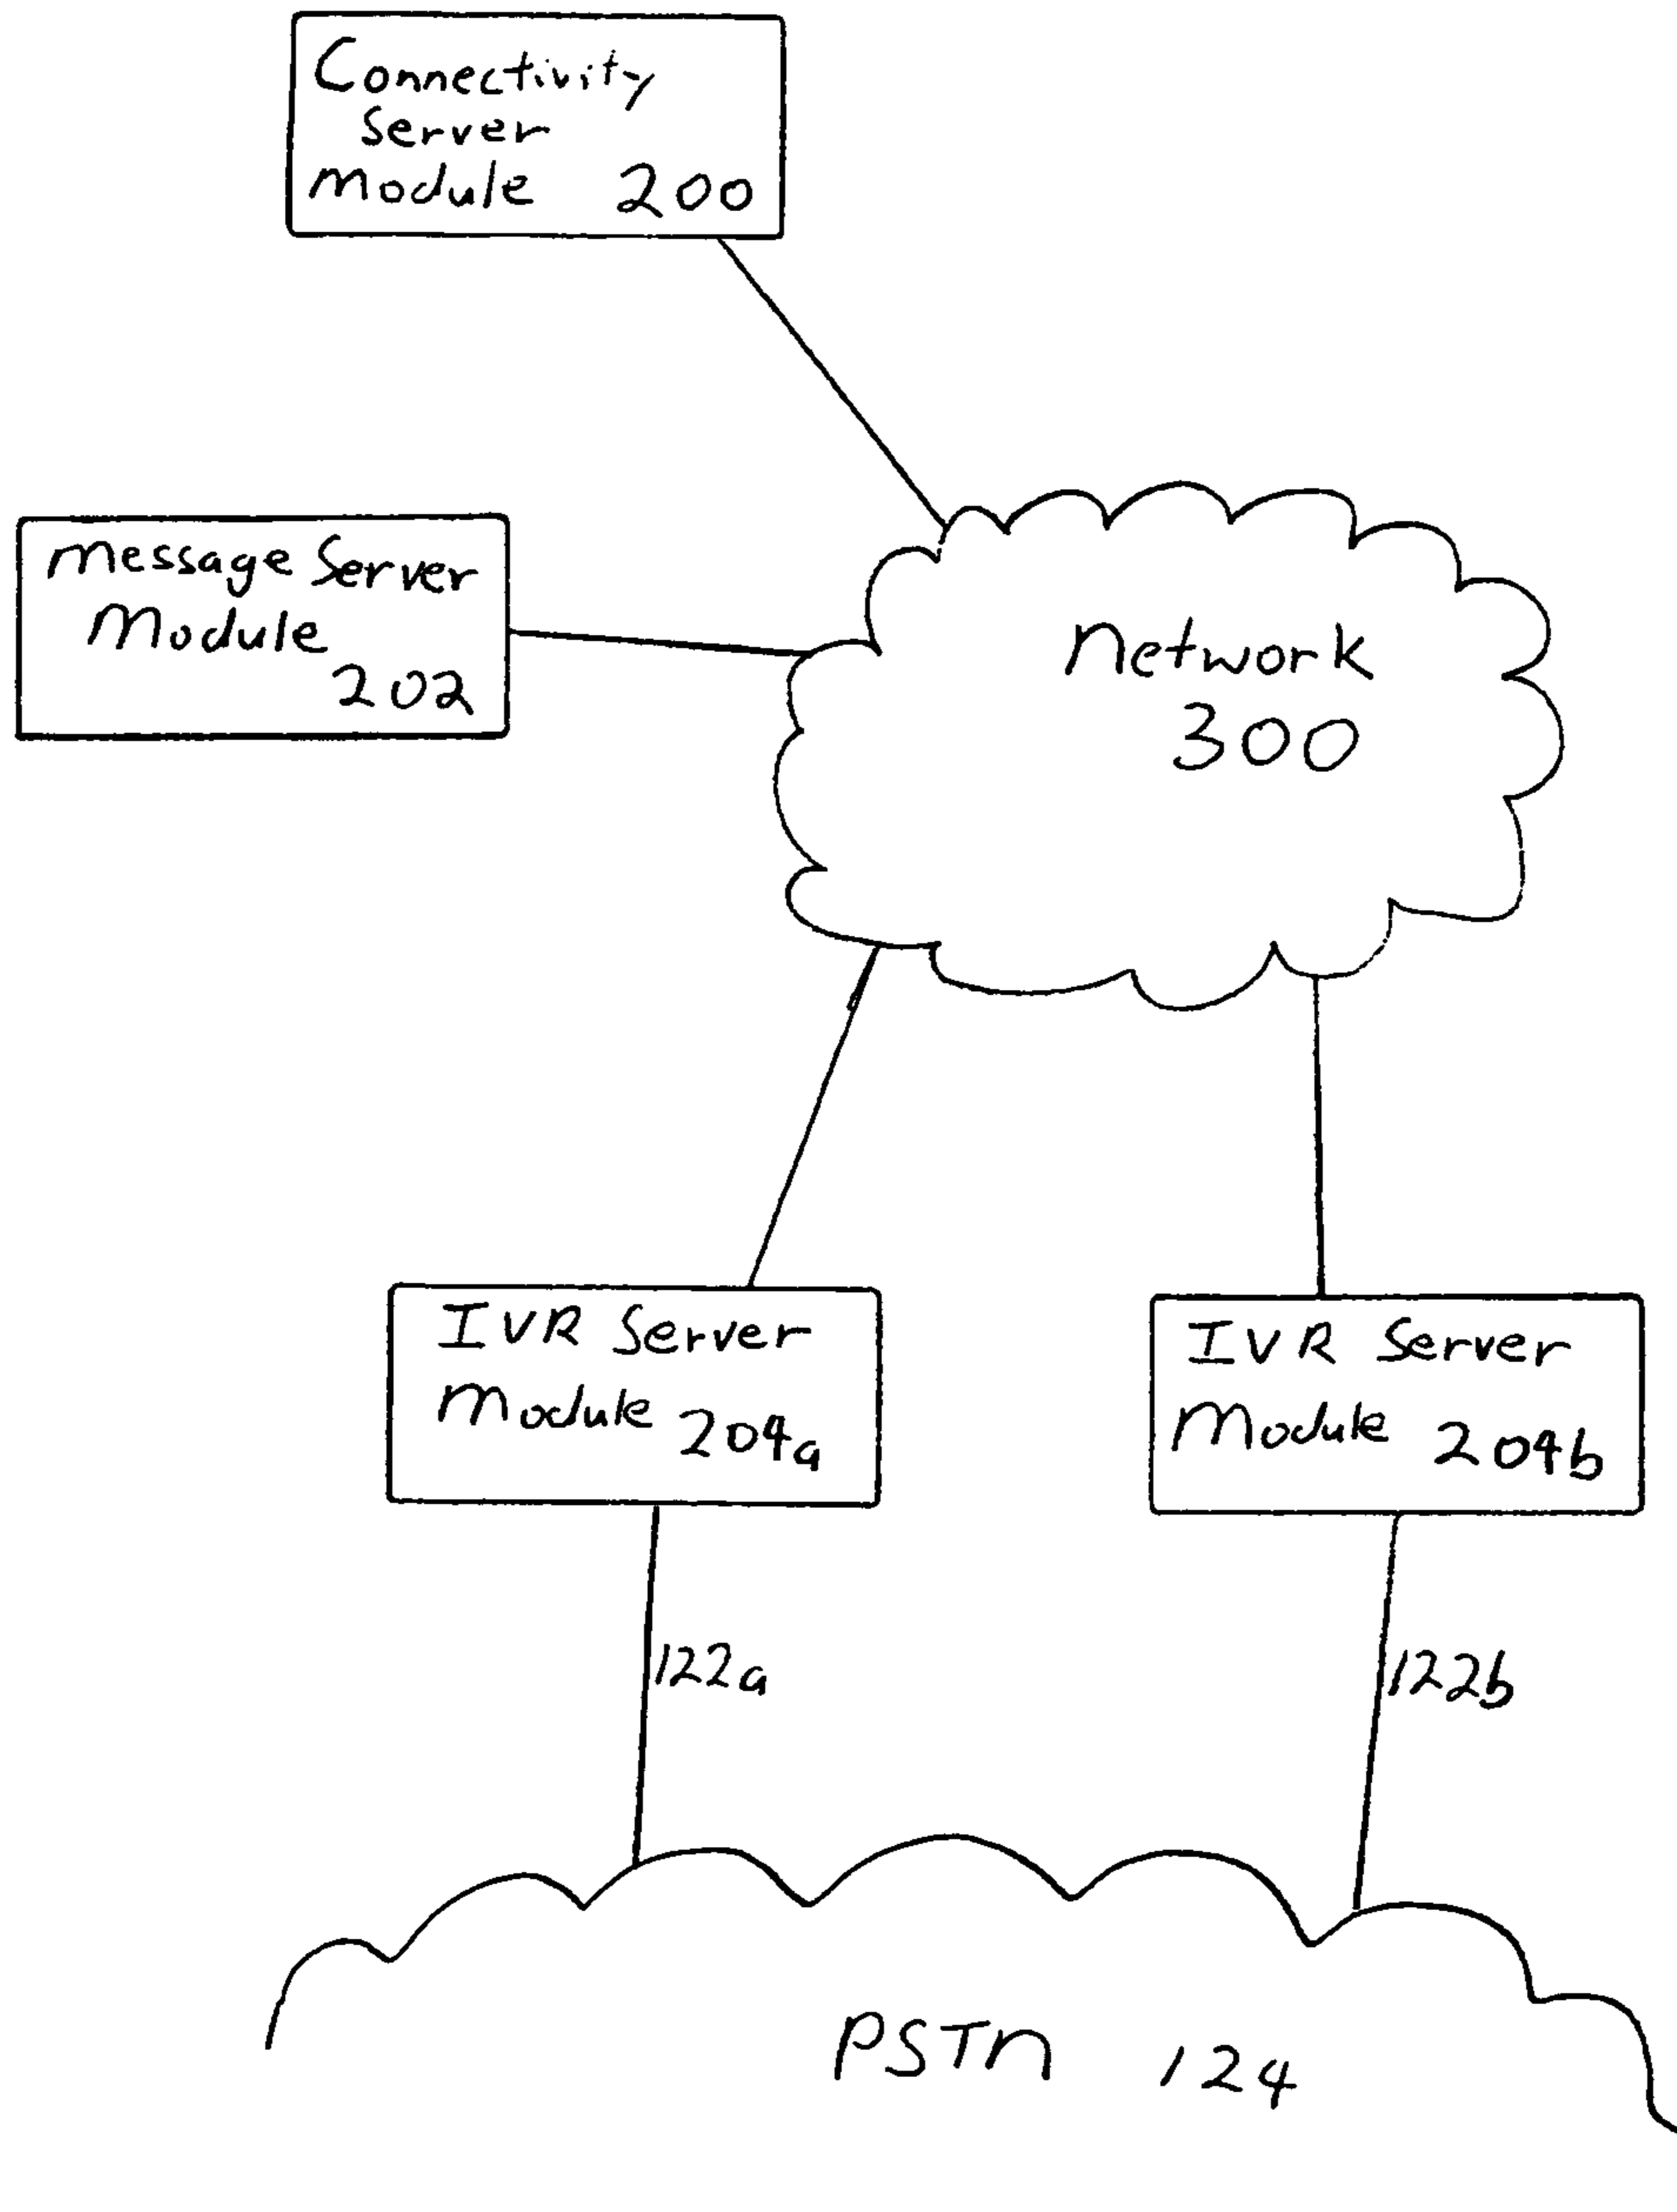 Connectivity
Server
Module 200
Message Server
Module
202
Network
300
IVR Server
Module 204a
IVR Server
Module 204b
122a
122b
PSTN 124